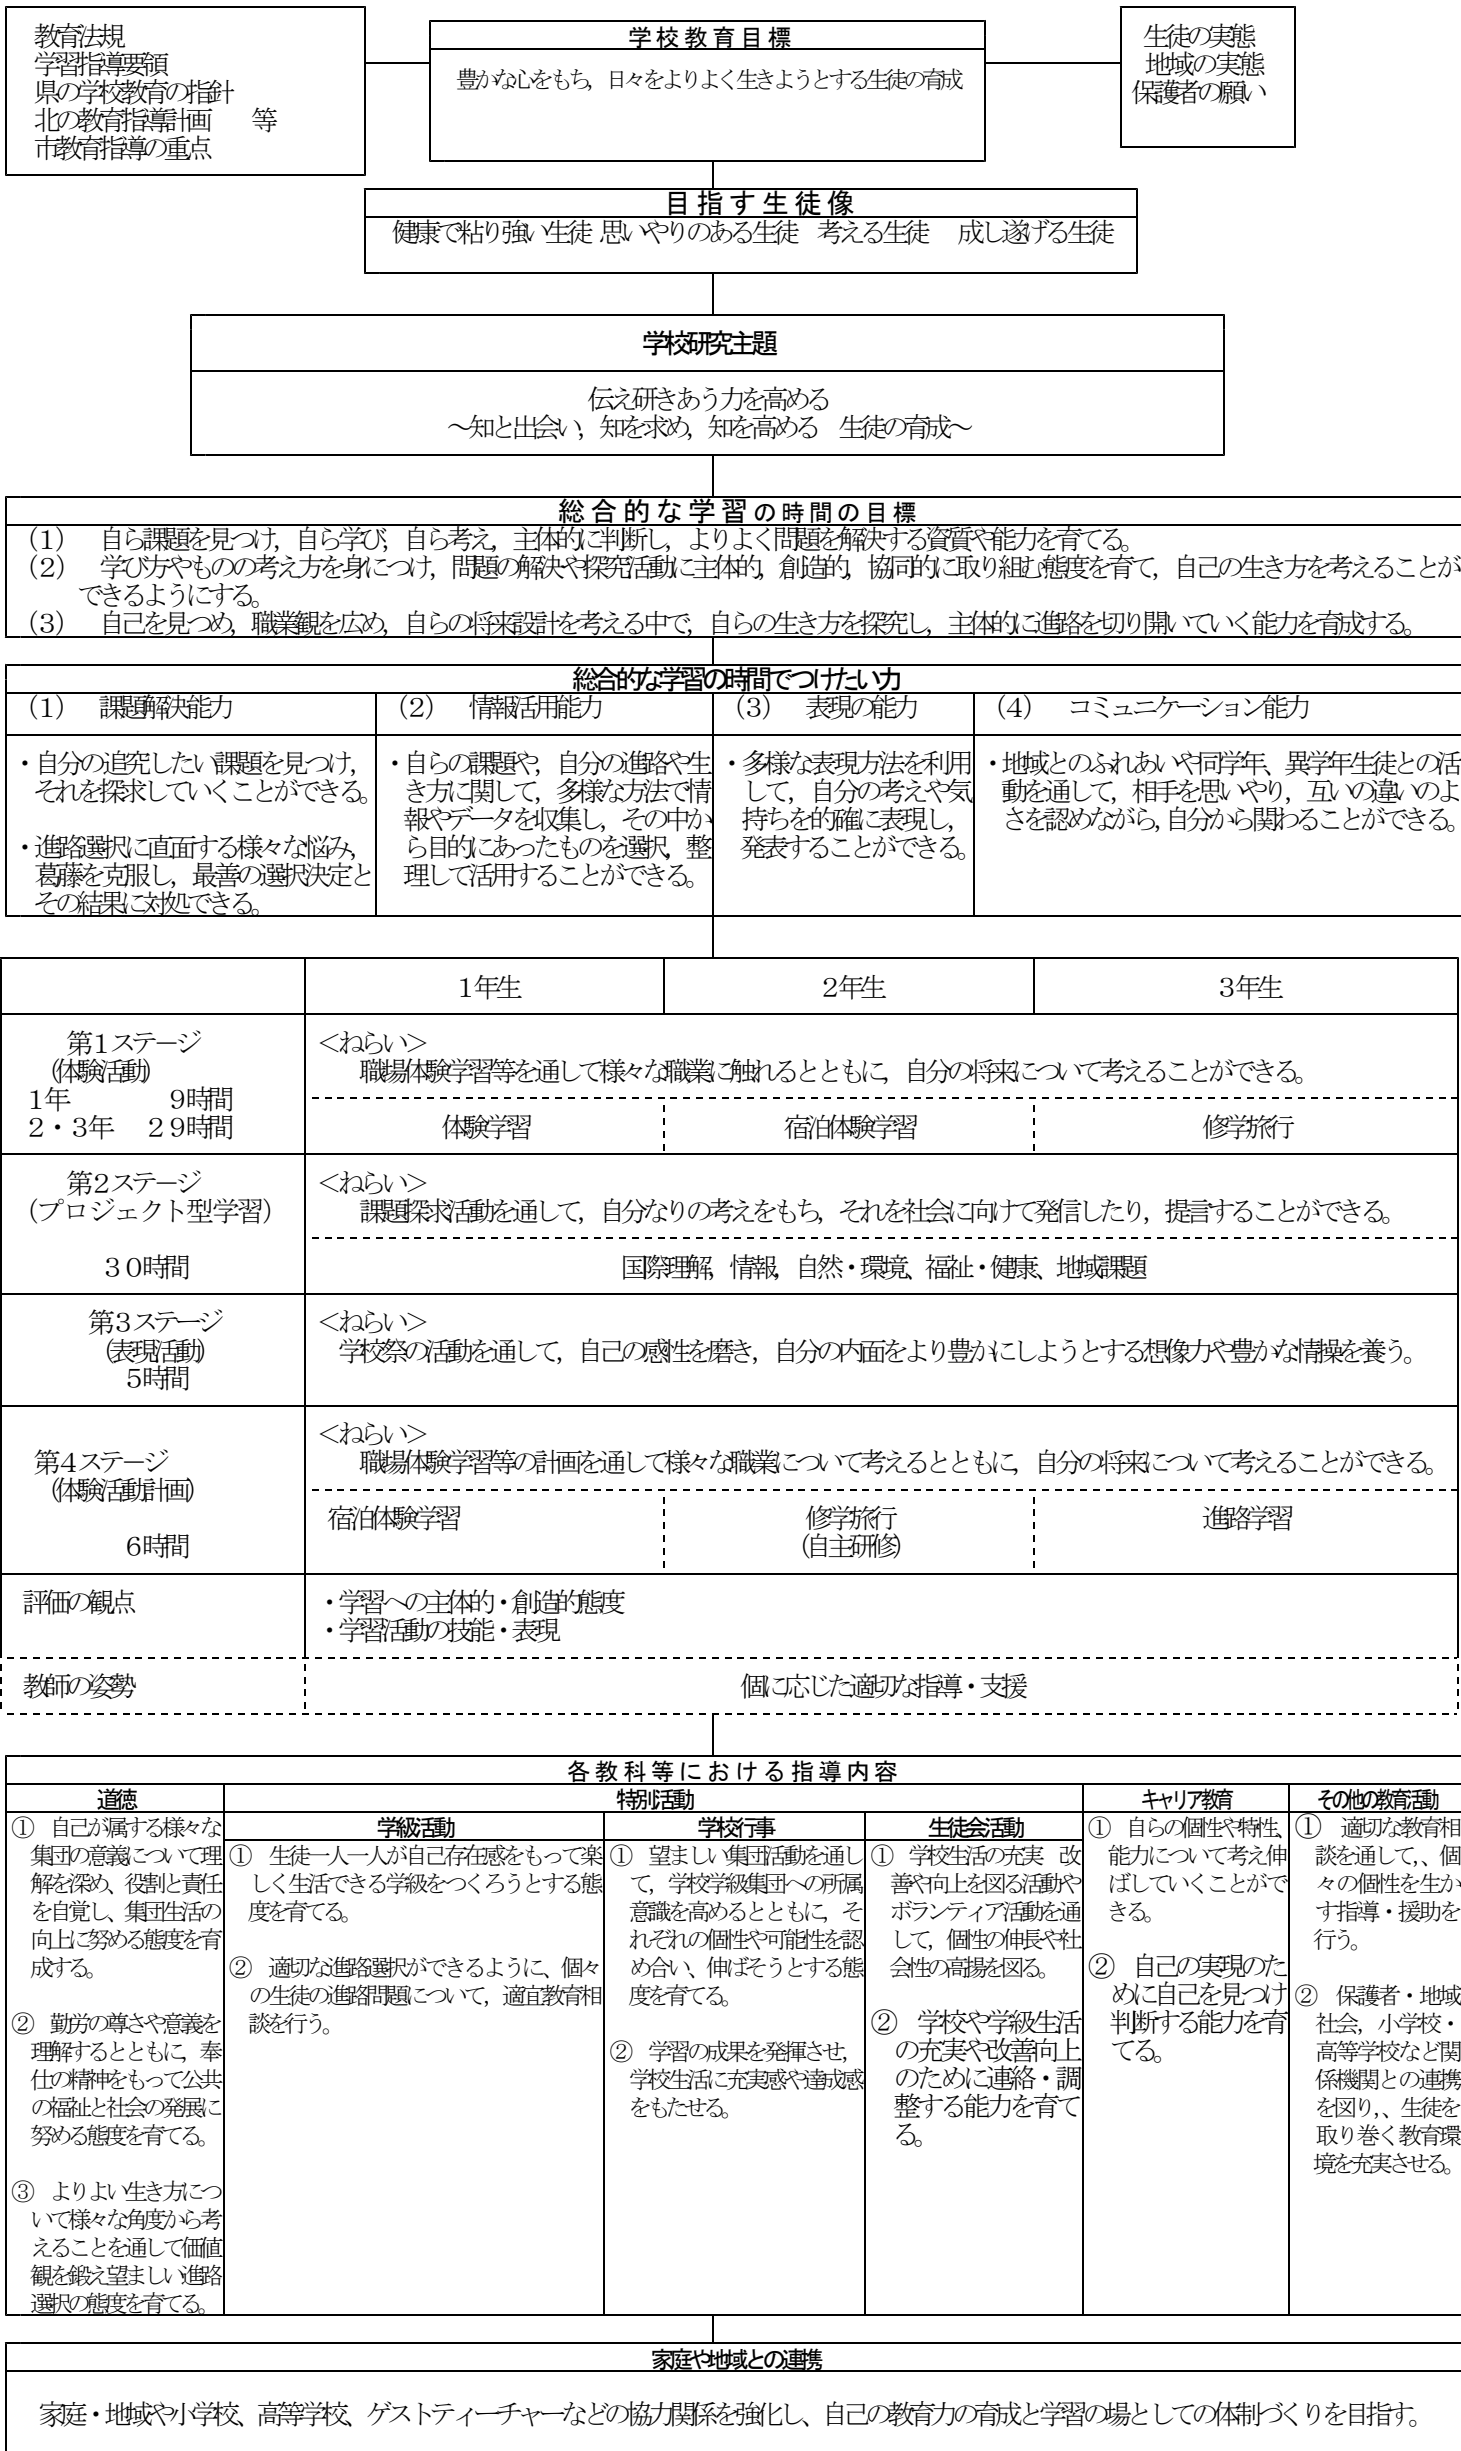 教育法規
学習指導要領
県の学校教育の指針
北の教育指導計画　等
市教育指導の重点
学校教育目標
豊かな心をもち，日々をよりよく生きようとする生徒の育成
生徒の実態
地域の実態
保護者の願い
目指す生徒像
健康で粘り強い生徒 思いやりのある生徒　考える生徒　成し遂げる生徒
学校研究主題
伝え研きあう力を高める
～知と出会い，知を求め，知を高める　生徒の育成～
総合的な学習の時間の目標
（1）　自ら課題を見つけ，自ら学び，自ら考え，主体的に判断し，よりよく問題を解決する資質や能力を育てる。
（2）　学び方やものの考え方を身につけ，問題の解決や探究活動に主体的，創造的，協同的に取り組む態度を育て，自己の生き方を考えることが
できるようにする。
（3）　自己を見つめ，職業観を広め，自らの将来設計を考える中で，自らの生き方を探究し，主体的に進路を切り開いていく能力を育成する。
総合的な学習の時間でつけたい力
（1）　課題解決能力
（2）　情報活用能力
（3）　表現の能力
（4）　コミュニケーション能力
・自分の追究したい課題を見つけ，
それを探求していくことができる。
・進路選択に直面する様々な悩み，
葛藤を克服し，最善の選択決定と
その結果に対処できる。
・自らの課題や，自分の進路や生
き方に関して，多様な方法で情
報やデータを収集し，その中か
ら目的にあったものを選択，整
理して活用することができる。
・多様な表現方法を利用
して，自分の考えや気
持ちを的確に表現し，
発表することができる。
・地域とのふれあいや同学年、異学年生徒との活
動を通して，相手を思いやり，互いの違いのよ
さを認めながら，自分から関わることができる。
1年生
2年生
3年生
第1ステージ
（体験活動）
1年　9時間
2・3年　29時間
＜ねらい＞
職場体験学習等を通して様々な職業に触れるとともに，自分の将来について考えることができる。
体験学習
宿泊体験学習
修学旅行
第2ステージ
（プロジェクト型学習）
30時間
＜ねらい＞
課題探求活動を通して，自分なりの考えをもち，それを社会に向けて発信したり，提言することができる。
国際理解，情報，自然・環境、福祉・健康、地域課題
第3ステージ
（表現活動）
5時間
＜ねらい＞
学校祭の活動を通して，自己の感性を磨き，自分の内面をより豊かにしようとする想像力や豊かな情操を養う。
第4ステージ
（体験活動計画）
6時間
＜ねらい＞
職場体験学習等の計画を通して様々な職業について考えるとともに，自分の将来について考えることができる。
宿泊体験学習
修学旅行
（自主研修）
進路学習
評価の観点
・学習への主体的・創造的態度
・学習活動の技能・表現
教師の姿勢
個に応じた適切な指導・支援
各教科等における指導内容
道徳
特別活動
キャリア教育
その他の教育活動
学級活動
学校行事
生徒会活動
①　自己が属する様々な
集団の意義について理
解を深め、役割と責任
を自覚し、集団生活の
向上に努める態度を育
成する。
②　勤労の尊さや意義を
理解するとともに，奉
仕の精神をもって公共
の福祉と社会の発展に
努める態度を育てる。
③　よりよい生き方につ
いて様々な角度から考
えることを通して価値
観を鍛え望ましい進路
選択の態度を育てる。
①　生徒一人一人が自己存在感をもって楽
しく生活できる学級をつくろうとする態
度を育てる。
②　適切な進路選択ができるように、個々
の生徒の進路問題について，適宜教育相
談を行う。
①　望ましい集団活動を通し
て，学校学級集団への所属
意識を高めるとともに，そ
れぞれの個性や可能性を認
め合い、伸ばそうとする態
度を育てる。
②　学習の成果を発揮させ，
学校生活に充実感や達成感
をもたせる。
①　学校生活の充実　改
善や向上を図る活動や
ボランティア活動を通
して，個性の伸長や社
会性の高揚を図る。
②　学校や学級生活
の充実や改善向上
のために連絡・調
整する能力を育て
る。
①　自らの個性や特性、
能力について考え伸
ばしていくことがで
きる。
②　自己の実現のた
めに自己を見つけ
判断する能力を育
てる。
①　適切な教育相
談を通して，、個
々の個性を生か
す指導・援助を
行う。
②　保護者・地域
社会，小学校・
高等学校など関
係機関との連携
を図り，、生徒を
取り巻く教育環
境を充実させる。
家庭や地域との連携
家庭・地域や小学校、高等学校、ゲストティーチャーなどの協力関係を強化し、自己の教育力の育成と学習の場としての体制づくりを目指す。